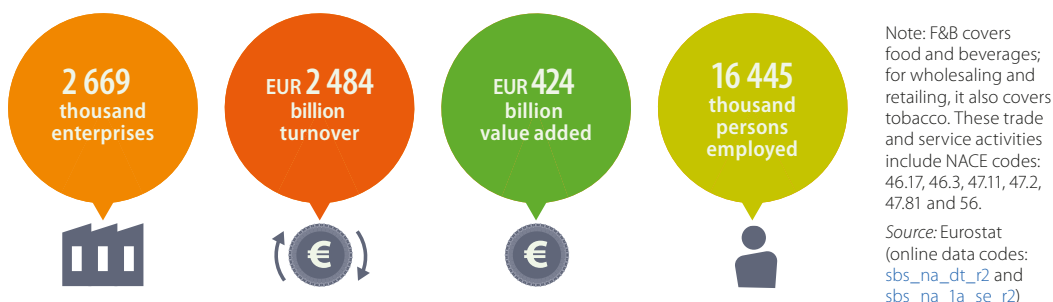 2 669
thousand
enterprises
EUR 2 484
billion
turnover
EUR 424
billion
value added
16 445
thousand
persons
employed
€
€
Note: F&B covers
food and beverages;
for wholesaling and
retailing, it also covers
tobacco. These trade
and service activities
include NACE codes:
46.17, 46.3, 47.11, 47.2,
47.81 and 56.
Source: Eurostat
(online data codes:
sbs_na_dt_r2 and
sbs_na_1a_se_r2)